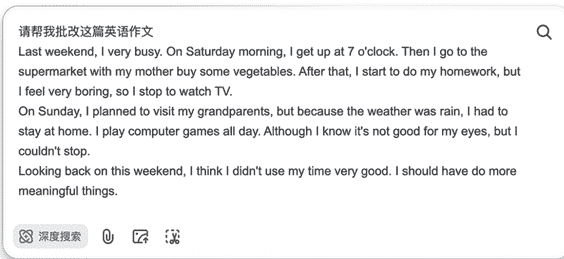 请帮我批改这篇英语作文
Last weekend, I very busy. On Saturday morning, I get up at 7 o'clock. Then I go to the
supermarket with my mother buy some vegetables. After that, I start to do my homework, but
I feel very boring, so I stop to watch TV.
On Sunday, I planned to visit my grandparents, but because the weather was rain, I had to
stay at home. I play computer games all day. Although I know it's not good for my eyes, but I
couldn't stop.
Looking back on this weekend, I think I didn't use my time very good. I should have do more
meaningful things.
深度搜索